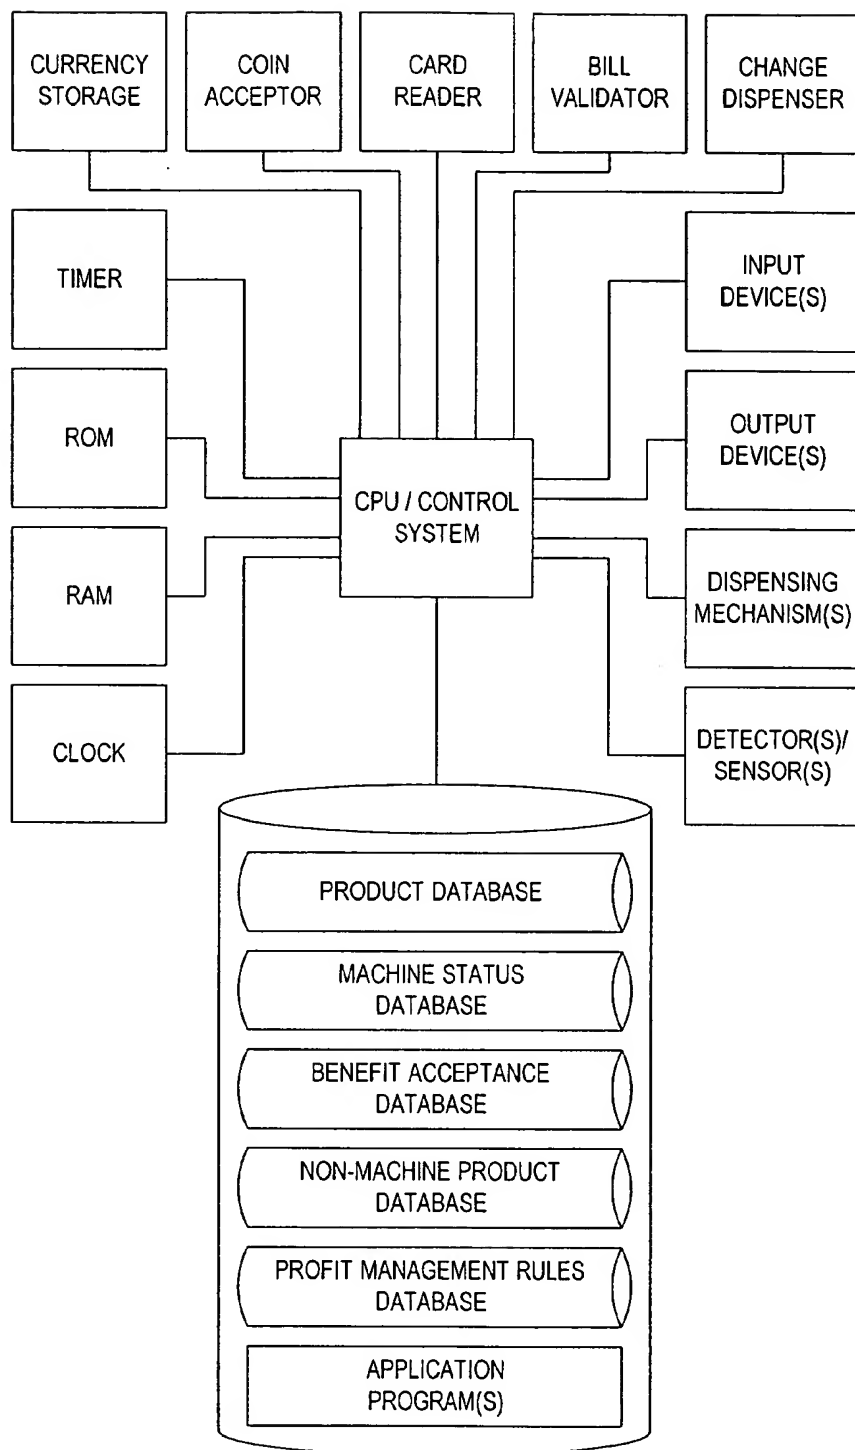 CURRENCY
STORAGE
COIN
ACCEPTOR
CARD
READER
BILL
VALIDATOR
CHANGE
DISPENSER
TIMER
INPUT
DEVICE(S)
ROM
OUTPUT
DEVICE(S)
CPU / CONTROL
SYSTEM
RAM
DISPENSING
MECHANISM(S)
CLOCK
DETECTOR(S)/
SENSOR(S)
PRODUCT DATABASE
MACHINE STATUS
DATABASE
BENEFIT ACCEPTANCE
DATABASE
NON-MACHINE PRODUCT
DATABASE
PROFIT MANAGEMENT RULES
DATABASE
APPLICATION
PROGRAM(S)